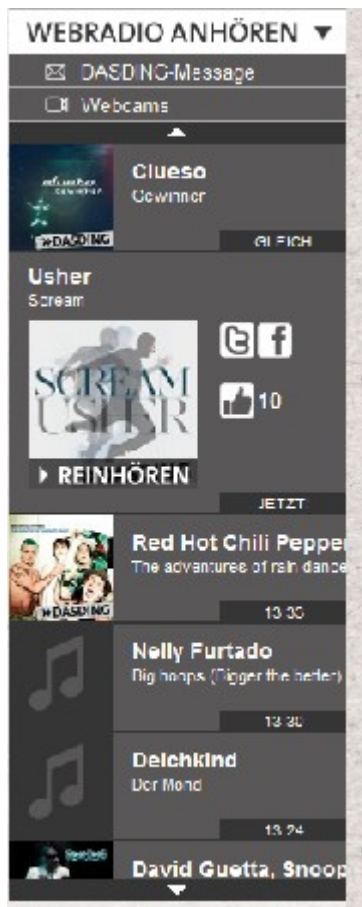 WEBRADIO ANHÖREN
DASDING-Message
Webcams
Clueso
Gewinner
»DASDING
GLEICH
Usher
Scream
SCREAM
USHER
10
REINHÖREN
JETZT
Red Hot Chili Peppe
The adventures of rain dance
»DASDING
13:35
Nelly Furtado
Big hoops (Bigger the better)
13:30
Deichkind
Der Mond
13:24
David Guetta, Snoop